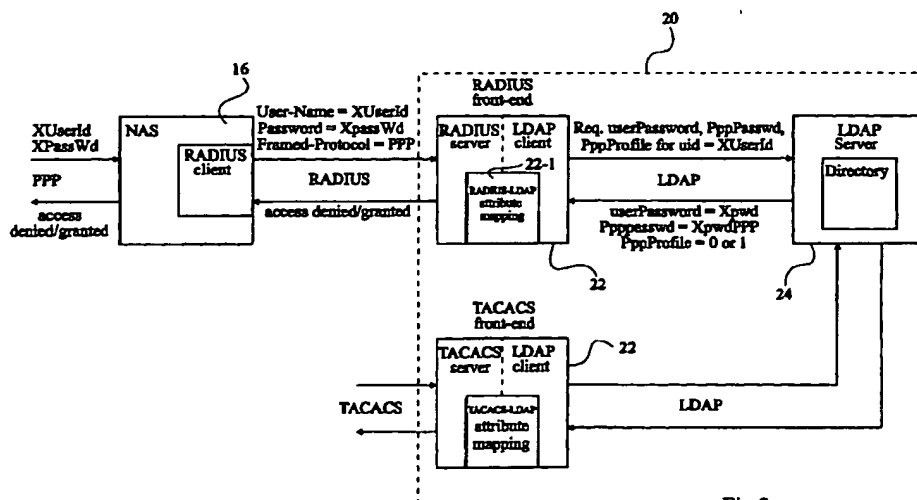 20
16
RADIUS
front-end
XUserId
XPassWd
NAS
User-Name = XUserId
Password = XpassWd
Framed-Protocol = PPP
RADIUS
server
LDAP
client
Req. userPassword, PppPasswd,
PppProfile for uid = XUserId
LDAP
Server
RADIUS
client
22-1
Directory
PPP
RADIUS
RADIUS-LDAP
attribute
mapping
LDAP
access
denied/granted
access denied/granted
userPassword = Xpwd
Ppppasswd = XpwdPPP
PppProfile = 0 or 1
22
24
TACACS
front-end
TACACS
server
LDAP
client
22
TACACS
TACACS-LDAP
attribute
mapping
LDAP